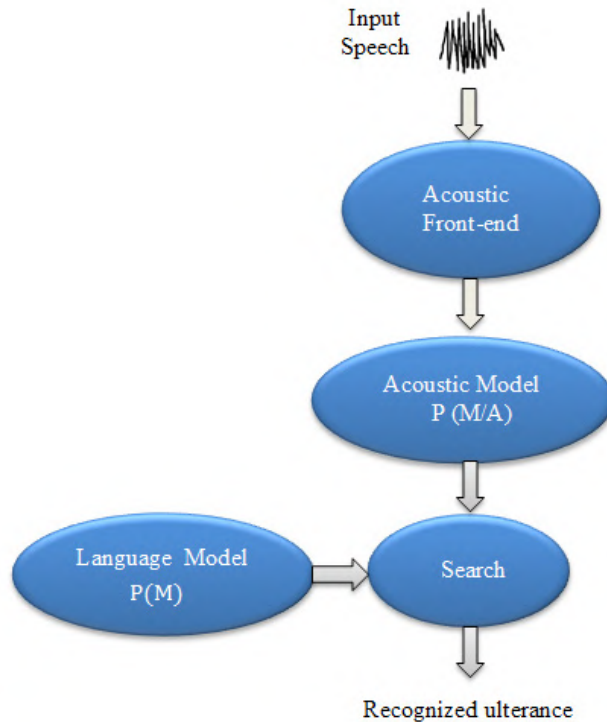 Input
Speech
Acoustic
Front-end
Acoustic Model
P (M/A)
Language Model
P(M)
Search
Recognized ulterance